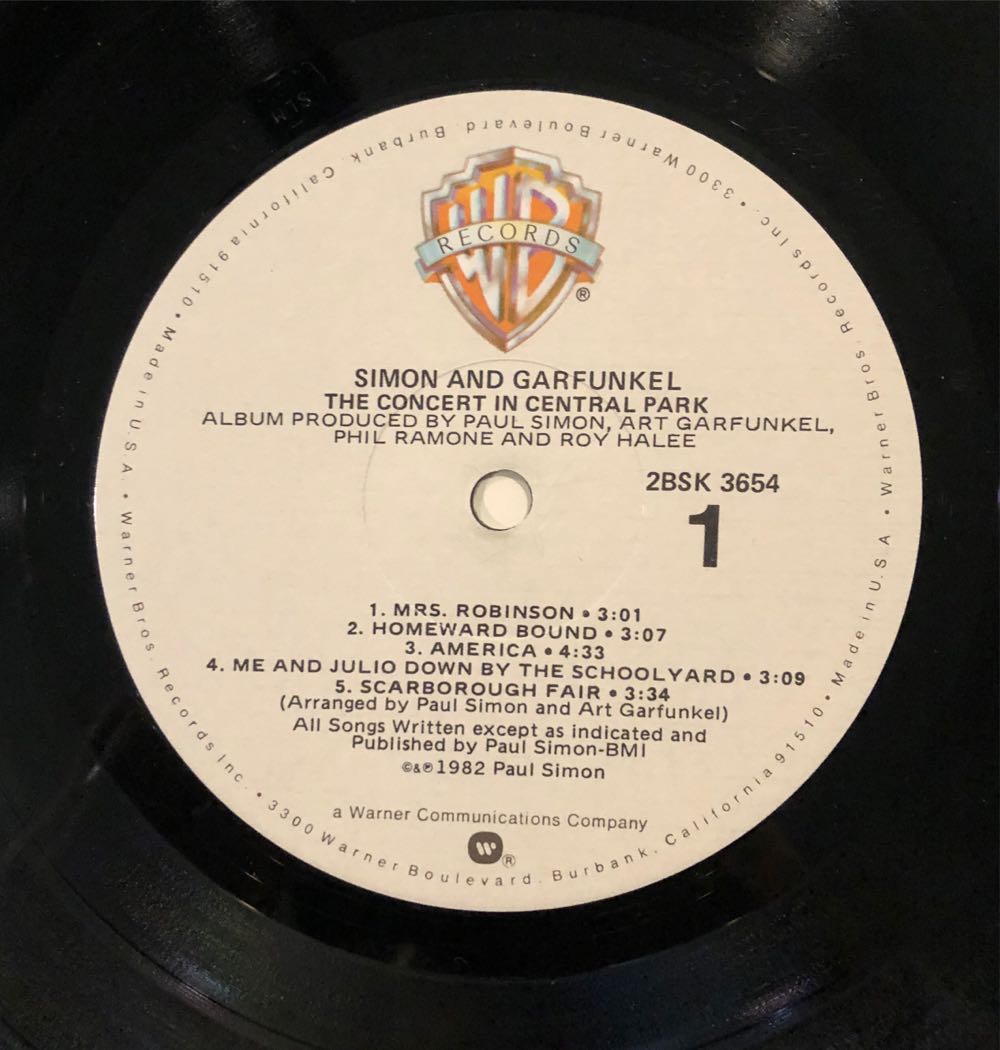 WB
RECORDS
®
SIMON AND GARFUNKEL
THE CONCERT IN CENTRAL PARK
ALBUM PRODUCED BY PAUL SIMON, ART GARFUNKEL,
PHIL RAMONE AND ROY HALEE
2BSK 3654
1
1. MRS. ROBINSON • 3:01
2. HOMEWARD BOUND • 3:07
3. AMERICA • 4:33
4. ME AND JULIO DOWN BY THE SCHOOLYARD • 3:09
5. SCARBOROUGH FAIR • 3:34
(Arranged by Paul Simon and Art Garfunkel)
All Songs Written except as indicated and
Published by Paul Simon-BMI
©&℗1982 Paul Simon
a Warner Communications Company
®
Warner Bros. Records Inc. • 3300 Warner Boulevard. Burbank. California 91510 • Made in U.S.A. • Warner Bros. Records Inc. • 3300 Warner Boulevard. Burbank. California 91510 • Made in U.S.A. •